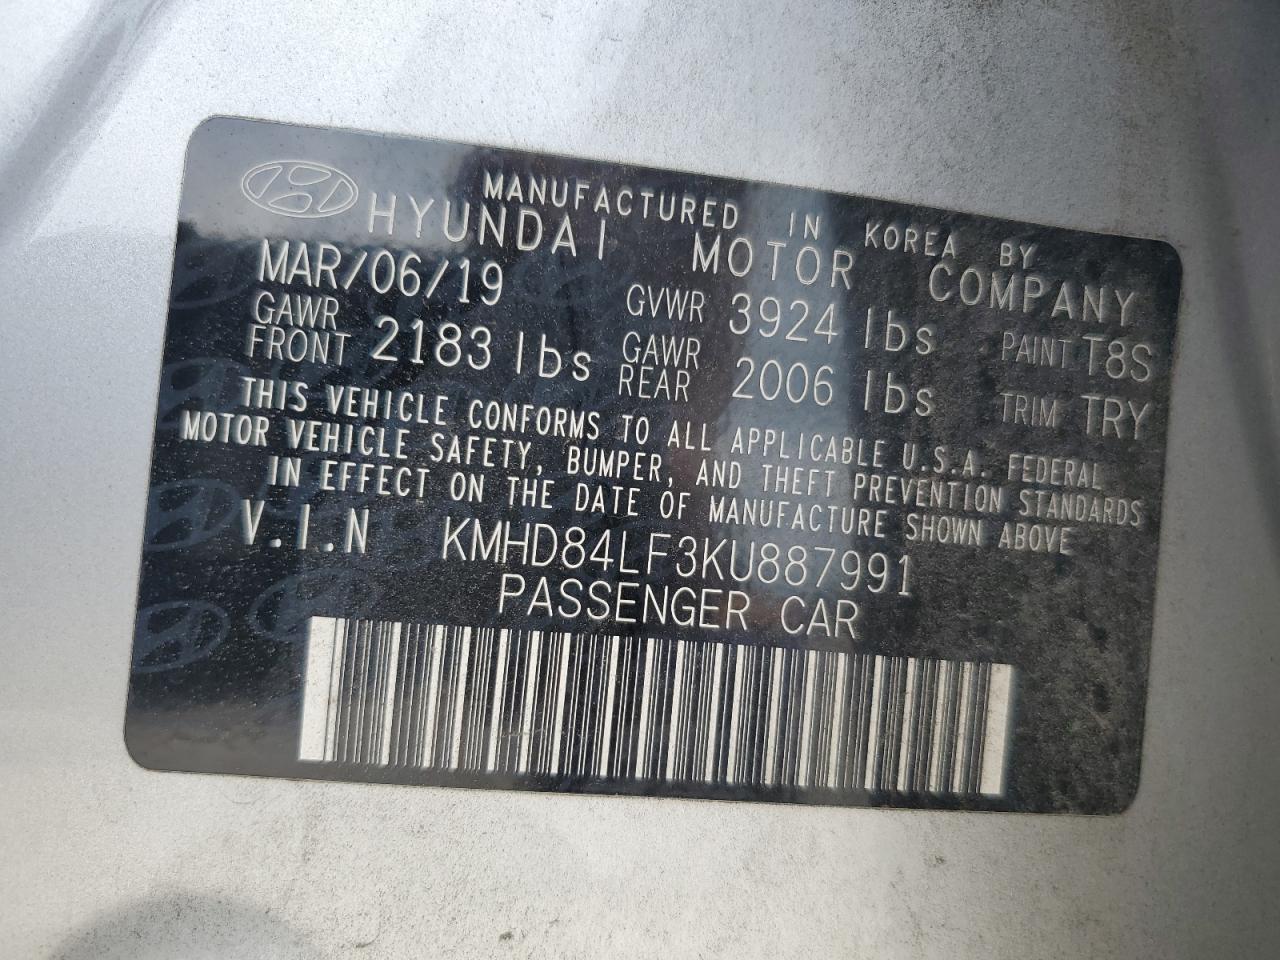 MANUFACTURED IN KOREA BY
HYUNDAI MOTOR COMPANY
MAR/06/19 GVWR 3924 lbs PAINT T8S
GAWR FRONT 2183 lbs GAWR REAR 2006 lbs TRIM TRY
THIS VEHICLE CONFORMS TO ALL APPLICABLE U.S.A. FEDERAL
MOTOR VEHICLE SAFETY, BUMPER, AND THEFT PREVENTION STANDARDS
IN EFFECT ON THE DATE OF MANUFACTURE SHOWN ABOVE
V.I.N KMHD84LF3KU887991
PASSENGER CAR